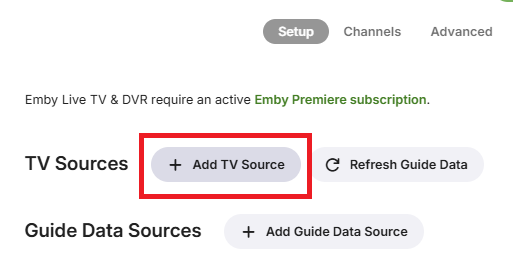 Setup Channels Advanced
Emby Live TV & DVR require an active Emby Premiere subscription.
TV Sources + Add TV Source Refresh Guide Data
Guide Data Sources + Add Guide Data Source